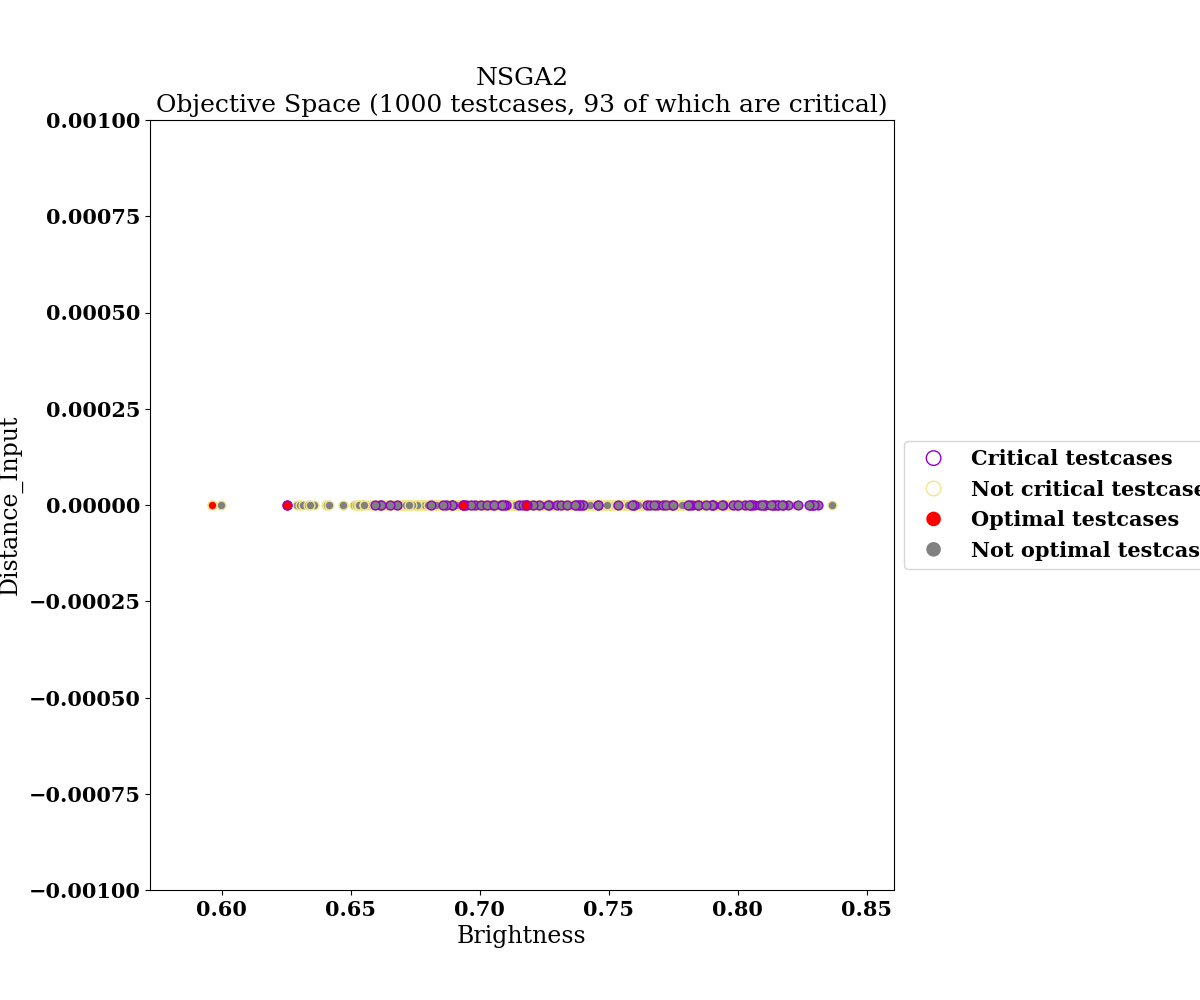 NSGA2
Objective Space (1000 testcases, 93 of which are critical)
0.00100
0.00075
0.00050
0.00025
0.00000
−0.00025
−0.00050
−0.00075
−0.00100
Distance_Input
0.60 0.65 0.70 0.75 0.80 0.85
Brightness
Critical testcases
Not critical testcase
Optimal testcases
Not optimal testcas